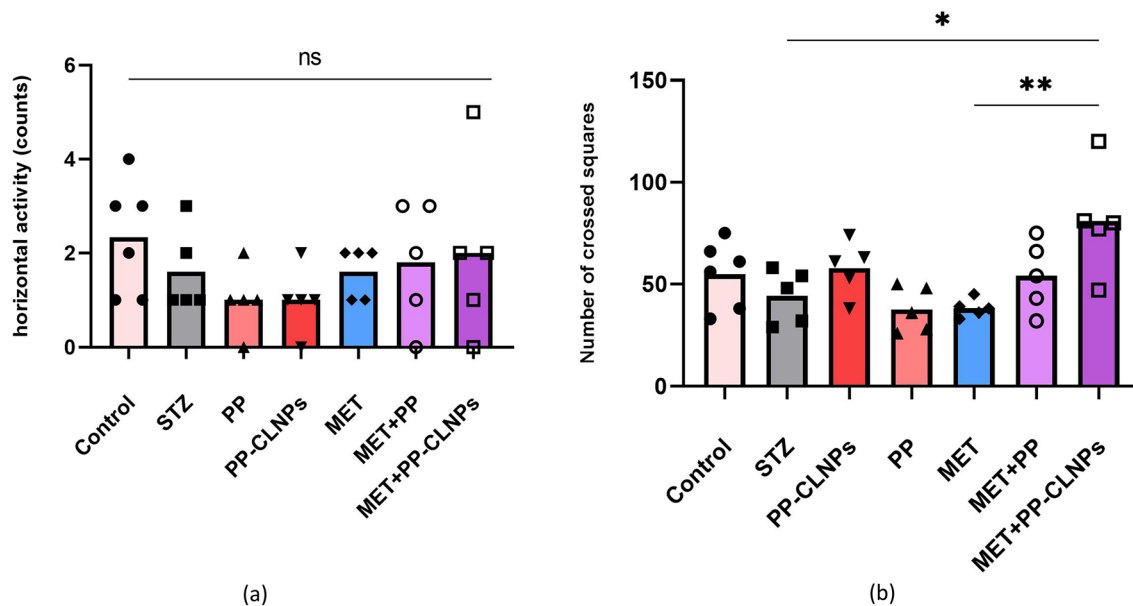 ns
horizontal activity (counts)
6
4
2
0
Control
STZ
PP
PP-CLNPs
MET
MET+PP
MET+PP-CLNPs
(a)
*
**
Number of crossed squares
150
100
50
0
Control
STZ
PP-CLNPs
PP
MET
MET+PP
MET+PP-CLNPs
(b)